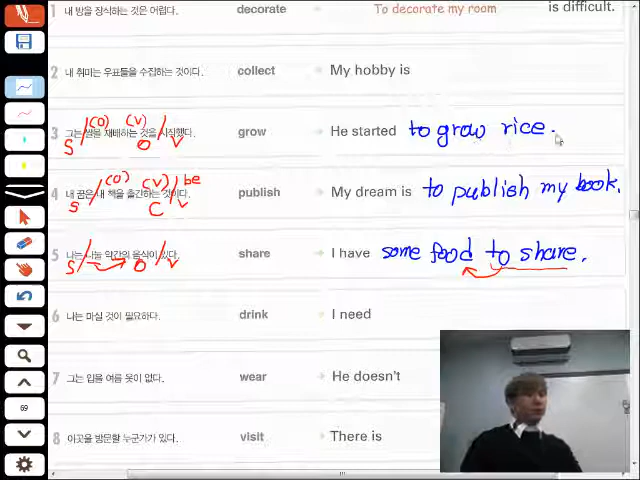 1 내 방을 장식하는 것은 어렵다. decorate To decorate my room is difficult.
2 내 취미는 우표들을 수집하는 것이다. collect My hobby is
(O) (V)
3 그는 쌀을 재배하는 것을 시작했다. grow He started to grow rice.
S O V
(O) (V) be
4 내 꿈은 내 책을 출간하는 것이다. publish My dream is to publish my book.
S C V
5 나는 나눌 약간의 음식이 있다. share I have some food to share.
S O V
6 나는 마실 것이 필요하다. drink I need
7 그는 입을 여름 옷이 없다. wear He doesn't
8 이곳을 방문할 누군가가 있다. visit There is
69